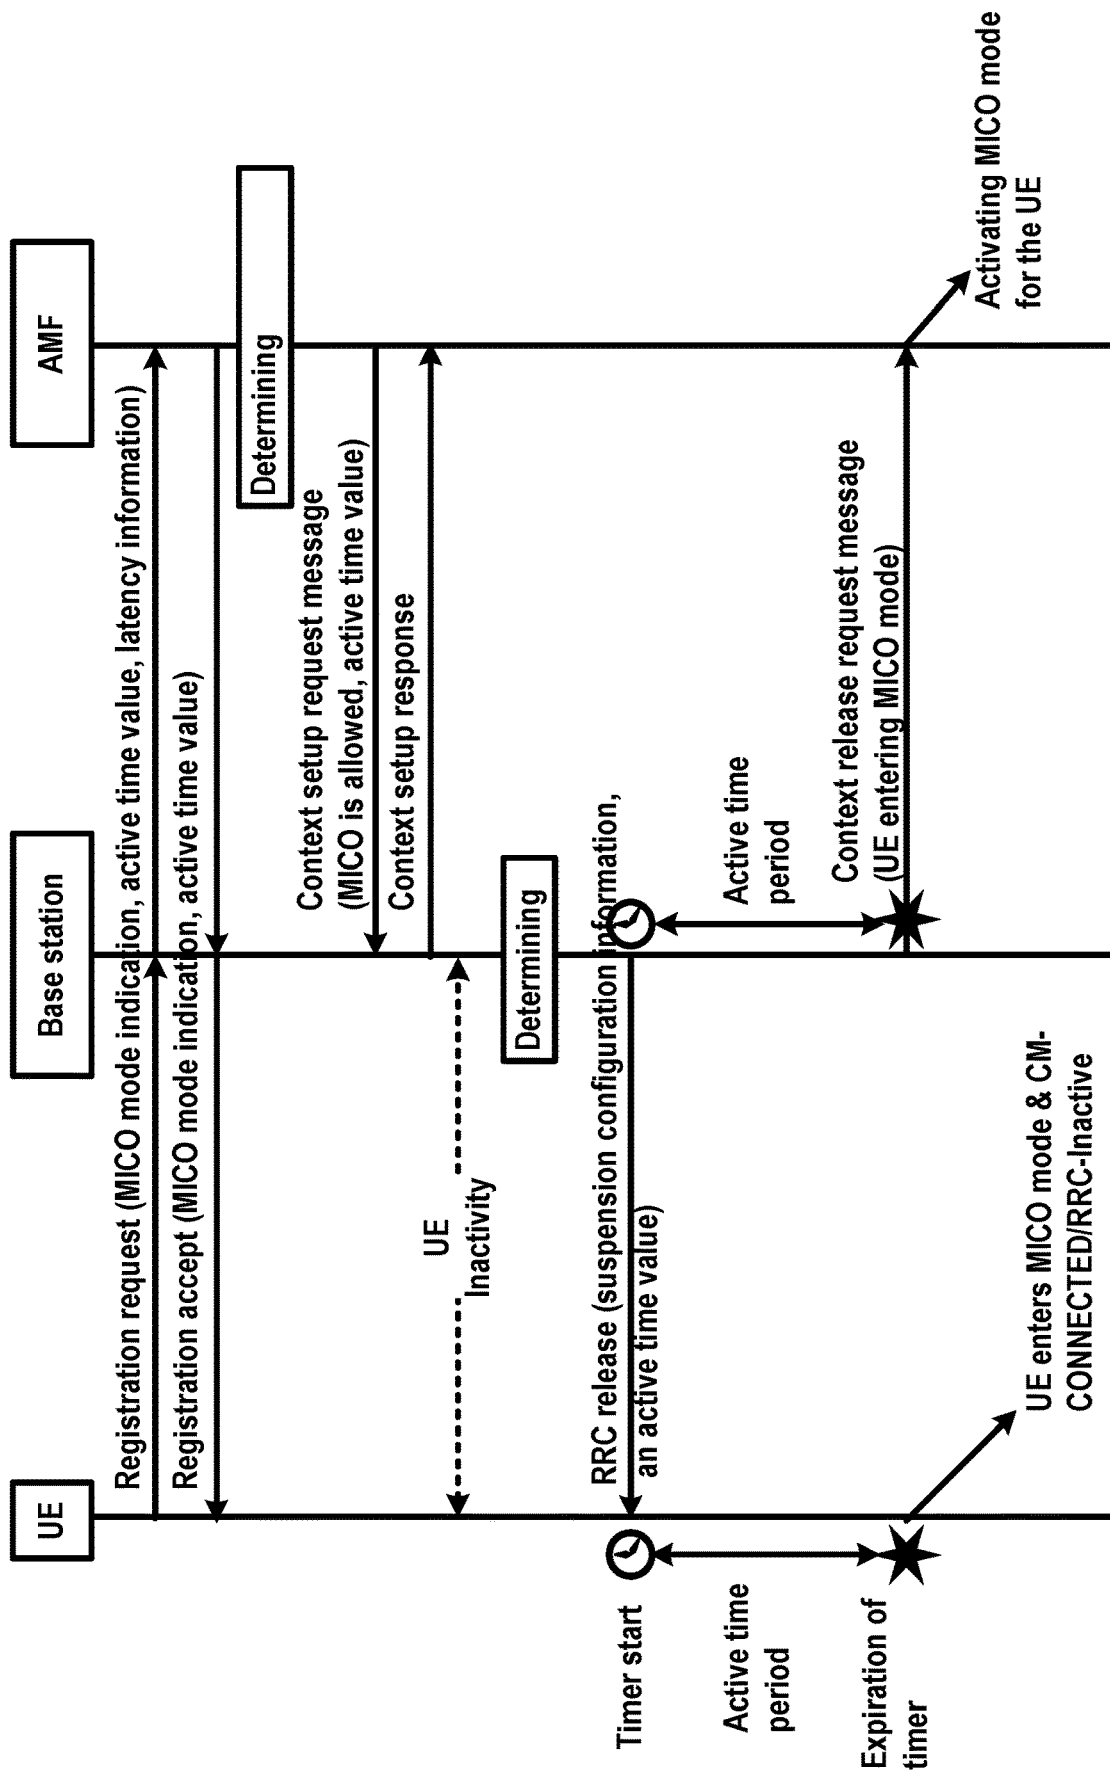 UE
Base station
AMF
Registration request (MICO mode indication, active time value, latency information)
Registration accept (MICO mode indication, active time value)
Determining
Context setup request message
(MICO is allowed, active time value)
Context setup response
UE
Inactivity
Determining
RRC release (suspension configuration information,
an active time value)
Timer start
Active time
period
Active time
period
Expiration of
timer
Context release request message
(UE entering MICO mode)
UE enters MICO mode & CM-
CONNECTED/RRC-Inactive
Activating MICO mode
for the UE